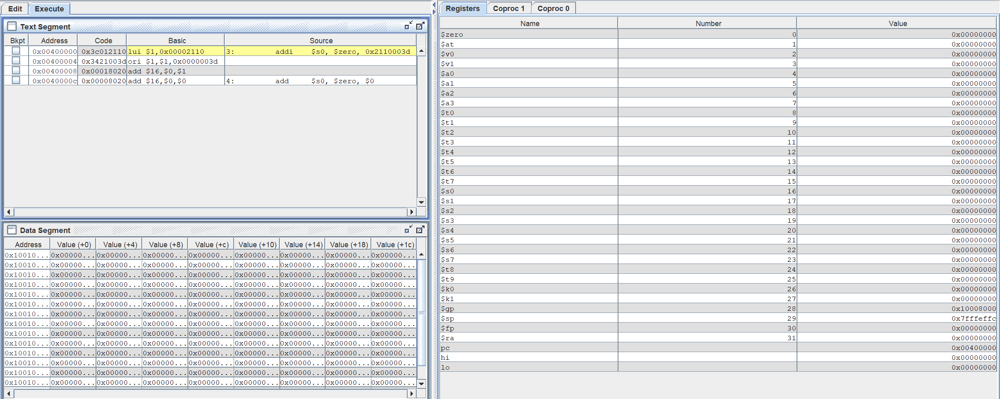 Edit Execute
Text Segment
Bkpt Address Code Basic Source
0x00400000 0x3c012110 lui $1,0x00002110 3: addi $s0, $zero, 0x2110003d
0x00400004 0x3421003d ori $1,$1,0x0000003d
0x00400008 0x00018020 add $16,$0,$1
0x0040000c 0x00008020 add $16,$0,$0 4: add $s0, $zero, $0
Data Segment
Address Value (+0) Value (+4) Value (+8) Value (+c) Value (+10) Value (+14) Value (+18) Value (+1c)
0x10010... 0x00000... 0x00000... 0x00000... 0x00000... 0x00000... 0x00000... 0x00000... 0x00000...
0x10010... 0x00000... 0x00000... 0x00000... 0x00000... 0x00000... 0x00000... 0x00000... 0x00000...
0x10010... 0x00000... 0x00000... 0x00000... 0x00000... 0x00000... 0x00000... 0x00000... 0x00000...
0x10010... 0x00000... 0x00000... 0x00000... 0x00000... 0x00000... 0x00000... 0x00000... 0x00000...
0x10010... 0x00000... 0x00000... 0x00000... 0x00000... 0x00000... 0x00000... 0x00000... 0x00000...
0x10010... 0x00000... 0x00000... 0x00000... 0x00000... 0x00000... 0x00000... 0x00000... 0x00000...
0x10010... 0x00000... 0x00000... 0x00000... 0x00000... 0x00000... 0x00000... 0x00000... 0x00000...
0x10010... 0x00000... 0x00000... 0x00000... 0x00000... 0x00000... 0x00000... 0x00000... 0x00000...
0x10010... 0x00000... 0x00000... 0x00000... 0x00000... 0x00000... 0x00000... 0x00000... 0x00000...
0x10010... 0x00000... 0x00000... 0x00000... 0x00000... 0x00000... 0x00000... 0x00000... 0x00000...
0x10010... 0x00000... 0x00000... 0x00000... 0x00000... 0x00000... 0x00000... 0x00000... 0x00000...
0x10010... 0x00000... 0x00000... 0x00000... 0x00000... 0x00000... 0x00000... 0x00000... 0x00000...
0x10010... 0x00000... 0x00000... 0x00000... 0x00000... 0x00000... 0x00000... 0x00000... 0x00000...
0x10010... 0x00000... 0x00000... 0x00000... 0x00000... 0x00000... 0x00000... 0x00000... 0x00000...
Registers Coproc 1 Coproc 0
Name Number Value
$zero 0 0x00000000
$at 1 0x00000000
$v0 2 0x00000000
$v1 3 0x00000000
$a0 4 0x00000000
$a1 5 0x00000000
$a2 6 0x00000000
$a3 7 0x00000000
$t0 8 0x00000000
$t1 9 0x00000000
$t2 10 0x00000000
$t3 11 0x00000000
$t4 12 0x00000000
$t5 13 0x00000000
$t6 14 0x00000000
$t7 15 0x00000000
$s0 16 0x00000000
$s1 17 0x00000000
$s2 18 0x00000000
$s3 19 0x00000000
$s4 20 0x00000000
$s5 21 0x00000000
$s6 22 0x00000000
$s7 23 0x00000000
$t8 24 0x00000000
$t9 25 0x00000000
$k0 26 0x00000000
$k1 27 0x00000000
$gp 28 0x10008000
$sp 29 0x7fffeffc
$fp 30 0x00000000
$ra 31 0x00000000
pc 0x00400000
hi 0x00000000
lo 0x00000000